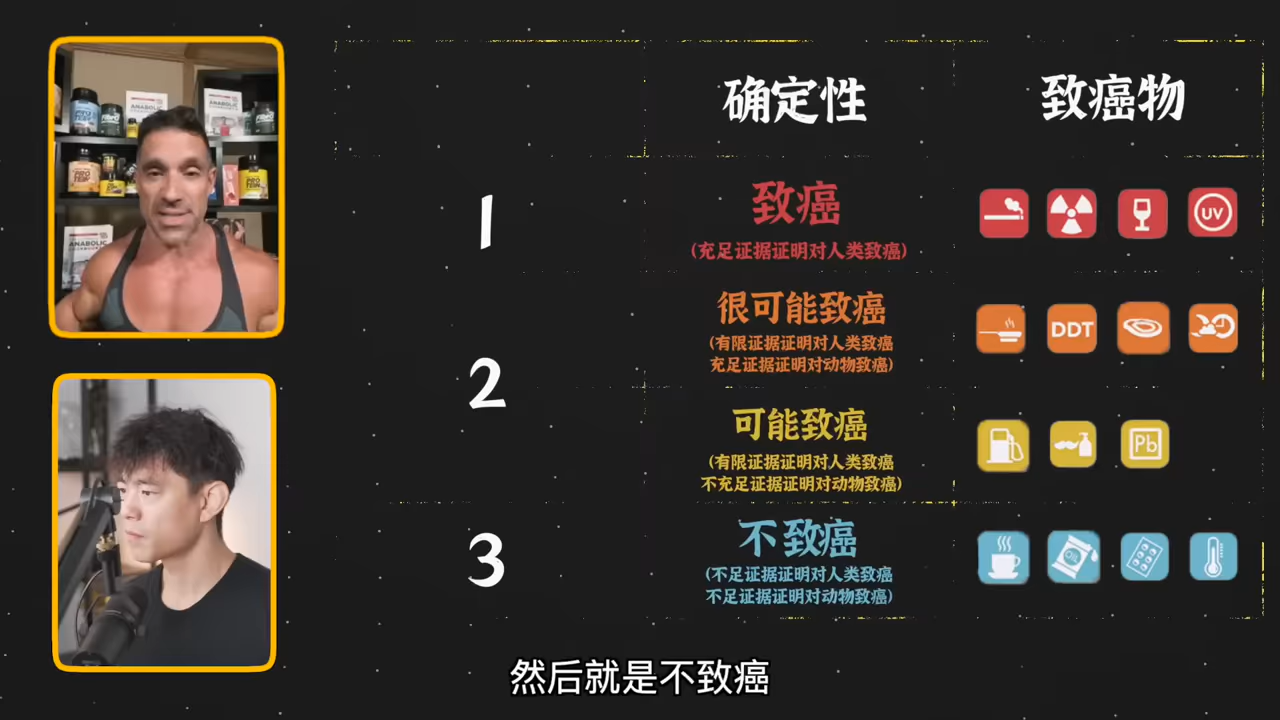 确定性
致癌物
1
致癌
(充足证据证明对人类致癌)
UV
2
很可能致癌
(有限证据证明对人类致癌
充足证据证明对动物致癌)
DDT
可能致癌
(有限证据证明对人类致癌
不充足证据证明对动物致癌)
Pb
3
不致癌
(不足证据证明对人类致癌
不足证据证明对动物致癌)
ANABOLIC
ANABOLIC
ANABOLIC
然后就是不致癌